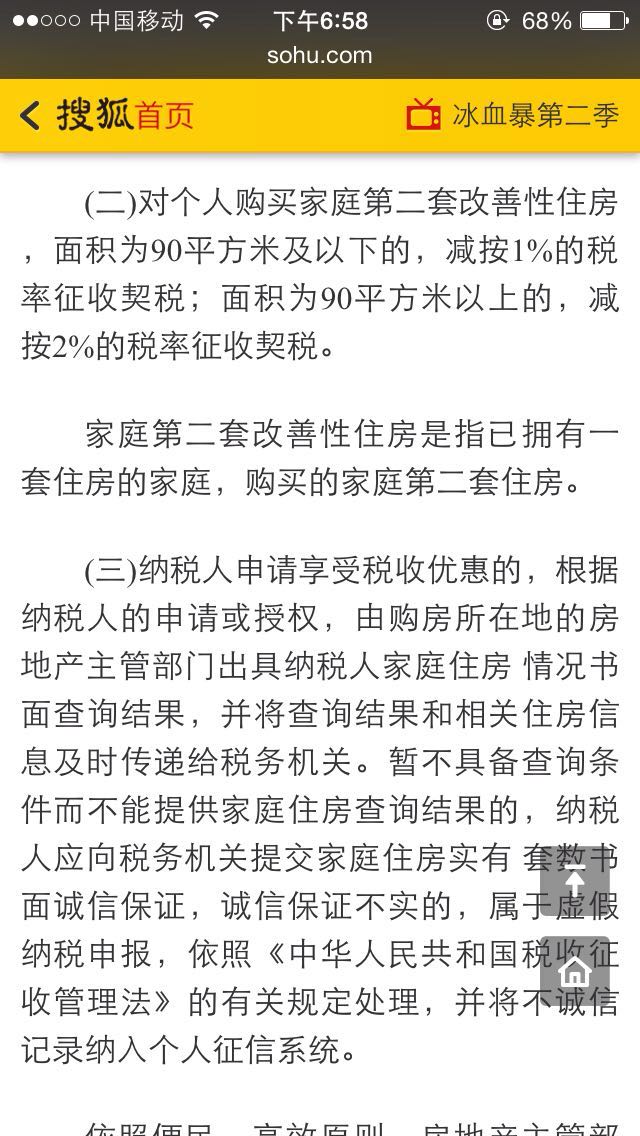 中国移动 下午6:58 68%
sohu.com
搜狐首页 冰血暴第二季
(二)对个人购买家庭第二套改善性住房
，面积为90平方米及以下的，减按1%的税
率征收契税；面积为90平方米以上的，减
按2%的税率征收契税。
家庭第二套改善性住房是指已拥有一
套住房的家庭，购买的家庭第二套住房。
(三)纳税人申请享受税收优惠的，根据
纳税人的申请或授权，由购房所在地的房
地产主管部门出具纳税人家庭住房 情况书
面查询结果，并将查询结果和相关住房信
息及时传递给税务机关。暂不具备查询条
件而不能提供家庭住房查询结果的，纳税
人应向税务机关提交家庭住房实有 套数书
面诚信保证，诚信保证不实的，属于虚假
纳税申报，依照《中华人民共和国税收征
收管理法》的有关规定处理，并将不诚信
记录纳入个人征信系统。
依照便民、高效原则，房地产主管部